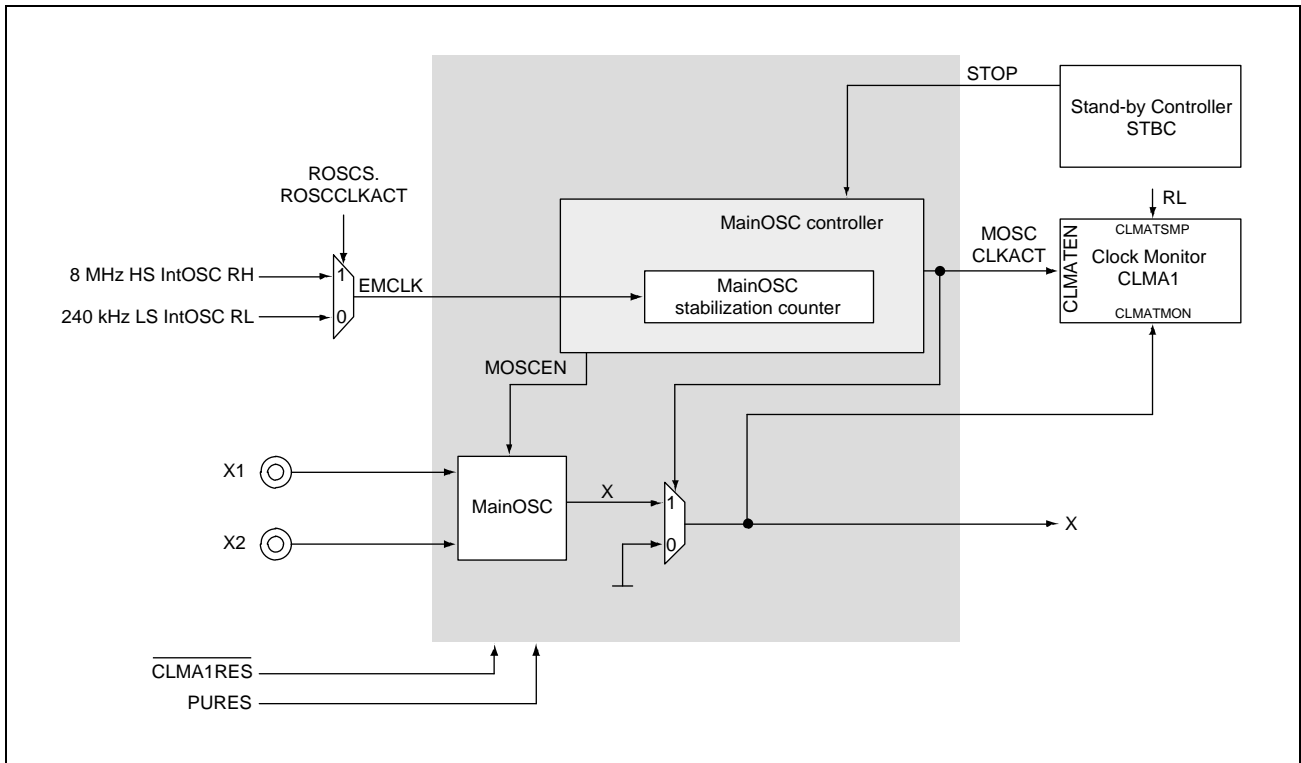 STOP
Stand-by Controller
STBC
ROSCS.
ROSCCLKACT
RL
MainOSC controller
MOSC
CLKACT
CLMATEN
CLMATSMP
Clock Monitor
CLMA1
CLMATMON
8 MHz HS IntOSC RH
1
EMCLK
MainOSC
stabilization counter
240 kHz LS IntOSC RL
0
MOSCEN
X1
MainOSC
X
1
X2
0
X
CLMA1RES
PURES